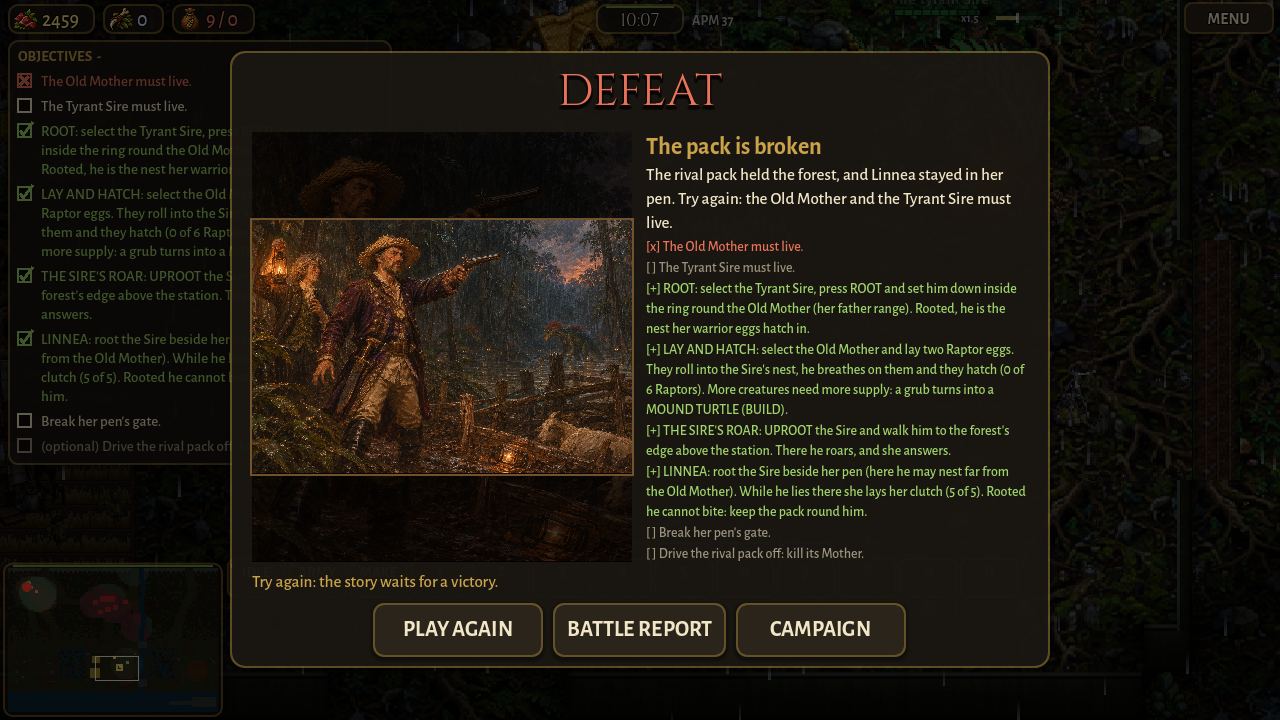 2459
0
9/0
10:07
APM 37
x1.5
MENU
OBJECTIVES -
The Old Mother must live.
The Tyrant Sire must live.
ROOT: select the Tyrant Sire, pres
inside the ring round the Old Mo
Rooted, he is the nest her warrior
LAY AND HATCH: select the Old
Raptor eggs. They roll into the Si
them and they hatch (0 of 6 Rapt
more supply: a grub turns into a
THE SIRE'S ROAR: UPROOT the S
forest's edge above the station. T
answers.
LINNEA: root the Sire beside her
from the Old Mother). While he l
clutch (5 of 5). Rooted he cannot
him.
Break her pen's gate.
(optional) Drive the rival pack off
DEFEAT
The pack is broken
The rival pack held the forest, and Linnea stayed in her
pen. Try again: the Old Mother and the Tyrant Sire must
live.
[x] The Old Mother must live.
[ ] The Tyrant Sire must live.
[+] ROOT: select the Tyrant Sire, press ROOT and set him down inside
the ring round the Old Mother (her father range). Rooted, he is the
nest her warrior eggs hatch in.
[+] LAY AND HATCH: select the Old Mother and lay two Raptor eggs.
They roll into the Sire's nest, he breathes on them and they hatch (0 of
6 Raptors). More creatures need more supply: a grub turns into a
MOUND TURTLE (BUILD).
[+] THE SIRE'S ROAR: UPROOT the Sire and walk him to the forest's
edge above the station. There he roars, and she answers.
[+] LINNEA: root the Sire beside her pen (here he may nest far from
the Old Mother). While he lies there she lays her clutch (5 of 5). Rooted
he cannot bite: keep the pack round him.
[ ] Break her pen's gate.
[ ] Drive the rival pack off: kill its Mother.
Try again: the story waits for a victory.
PLAY AGAIN
BATTLE REPORT
CAMPAIGN